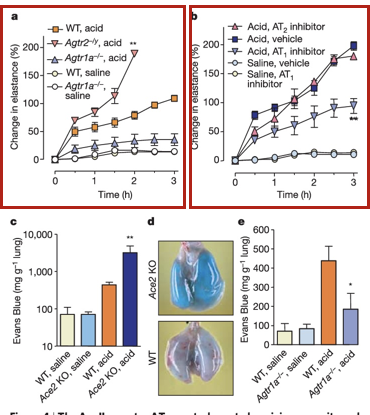 a
WT, acid
Agtr2–/y, acid
Agtr1a–/–, acid
WT, saline
Agtr1a–/–,
saline
**
Change in elastance (%)
200
150
100
50
0
0 1 2 3
Time (h)
b
Acid, AT2 inhibitor
Acid, vehicle
Acid, AT1 inhibitor
Saline, vehicle
Saline, AT1
inhibitor
**
Change in elastance (%)
200
150
100
50
0
0 1 2 3
Time (h)
c
Evans Blue (mg g–1 lung)
10,000
1,000
100
10
**
WT, saline
Ace2 KO, saline
WT, acid
Ace2 KO, acid
d
Ace2 KO
WT
e
Evans Blue (mg g–1 lung)
600
500
400
300
200
100
0
*
WT, saline
Agtr1a–/–, saline
WT, acid
Agtr1a–/–, acid